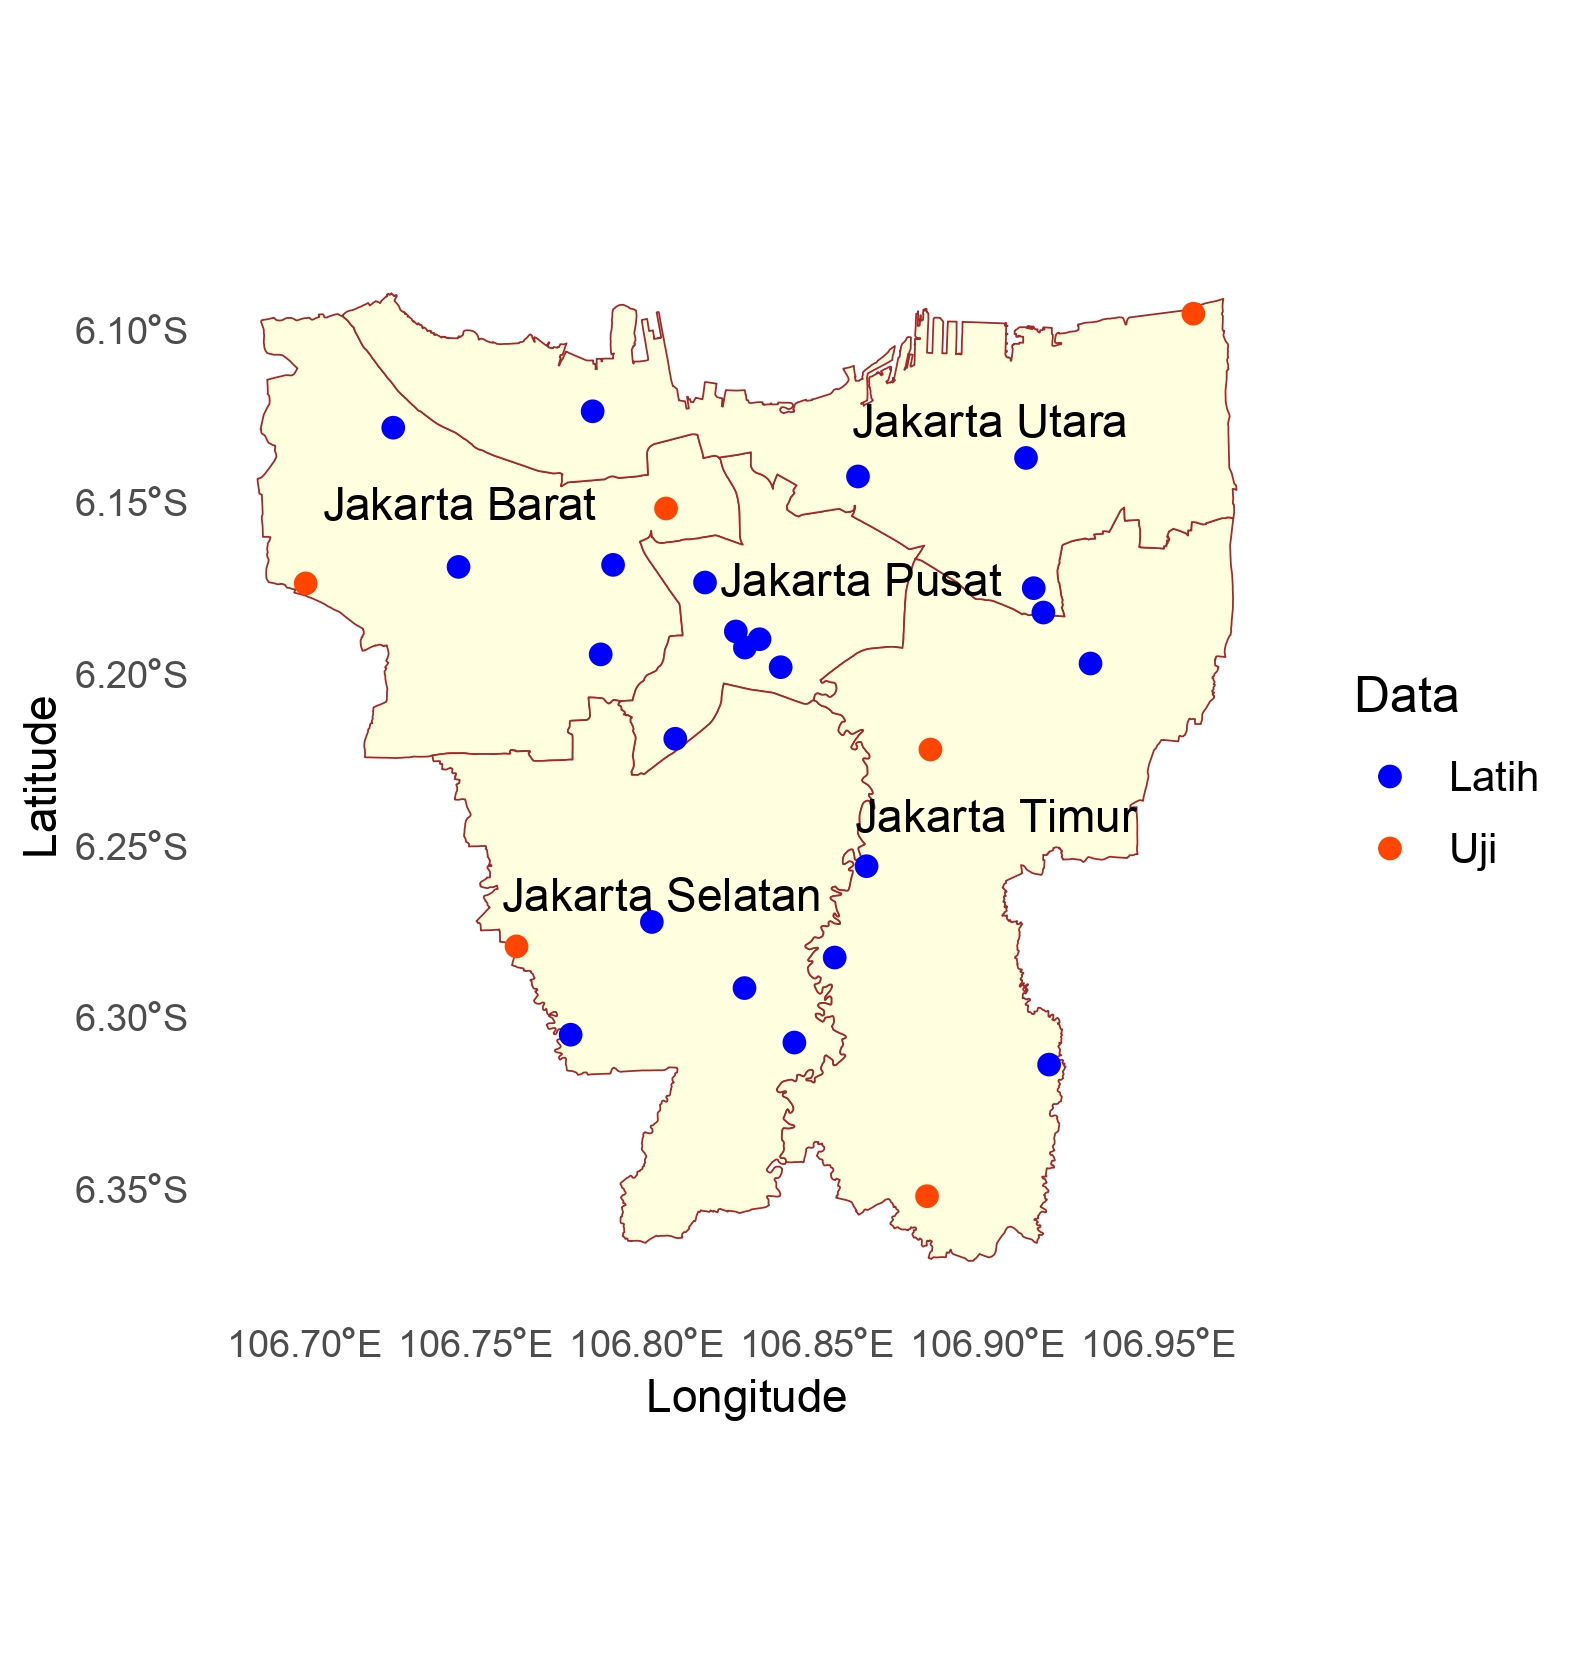 6.10°S
6.15°S
6.20°S
6.25°S
6.30°S
6.35°S
Latitude
Jakarta Utara
Jakarta Barat
Jakarta Pusat
Jakarta Timur
Jakarta Selatan
106.70°E 106.75°E 106.80°E 106.85°E 106.90°E 106.95°E
Longitude
Data
Latih
Uji